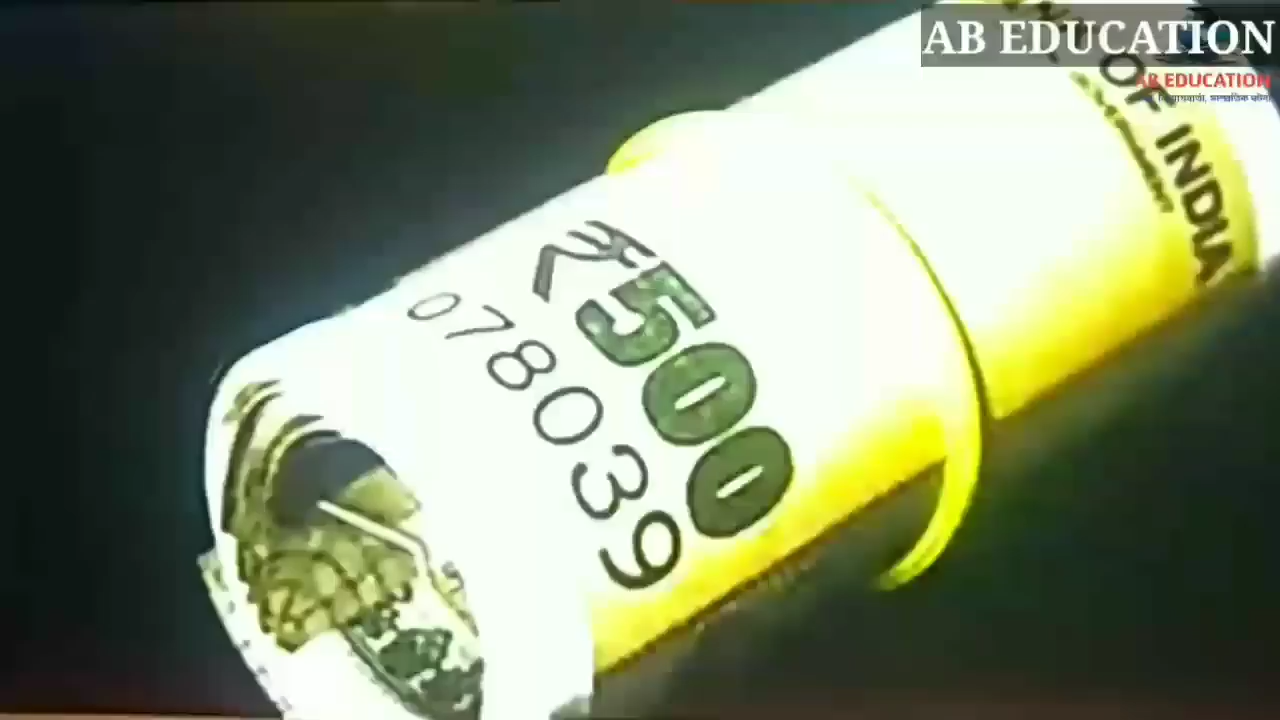 AB EDUCATION
AB EDUCATION
OF INDIA
₹500
078039